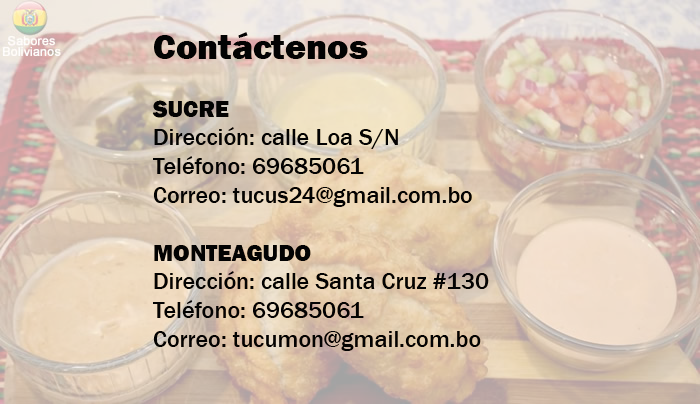 Sabores
Bolivianos
Contáctenos
SUCRE
Dirección: calle Loa S/N
Teléfono: 69685061
Correo: tucus24@gmail.com.bo
MONTEAGUDO
Dirección: calle Santa Cruz #130
Teléfono: 69685061
Correo: tucumon@gmail.com.bo